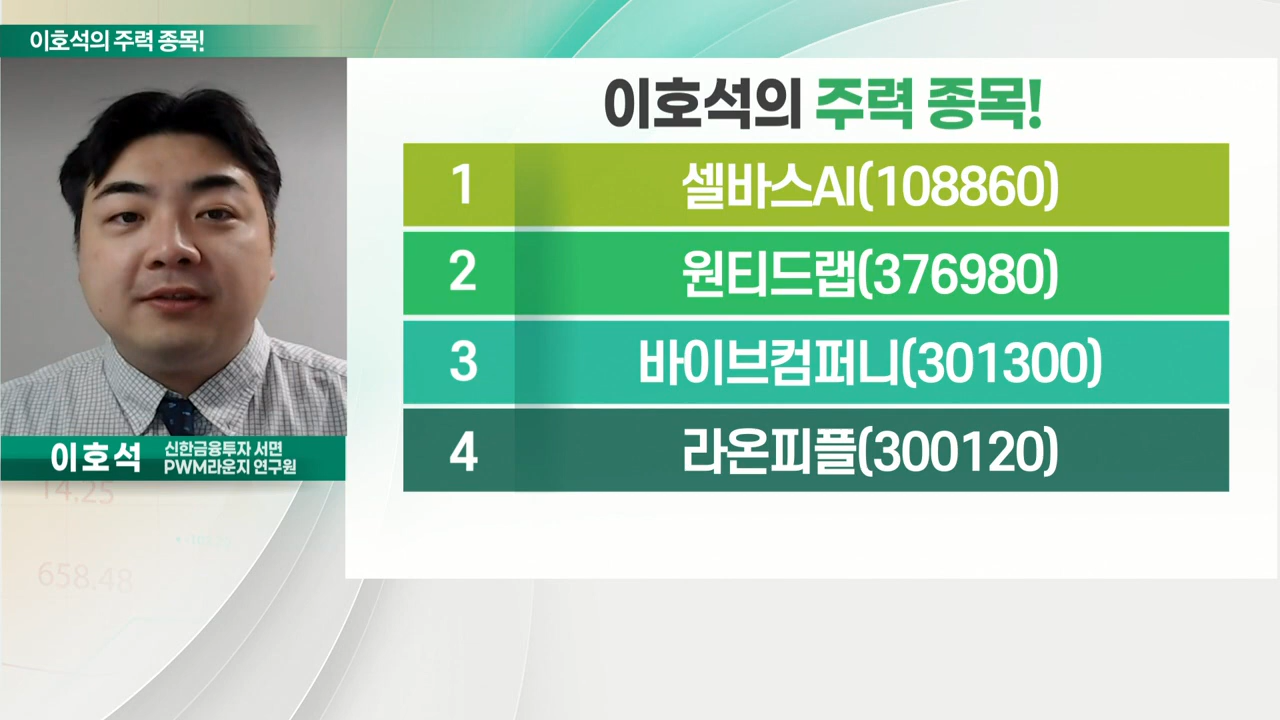 이호석의 주력 종목!
이호석의 주력 종목!
1 셀바스AI(108860)
2 원티드랩(376980)
3 바이브컴퍼니(301300)
4 라온피플(300120)
이호석
신한금융투자 서면
PWM라운지 연구원
14.25
658.48